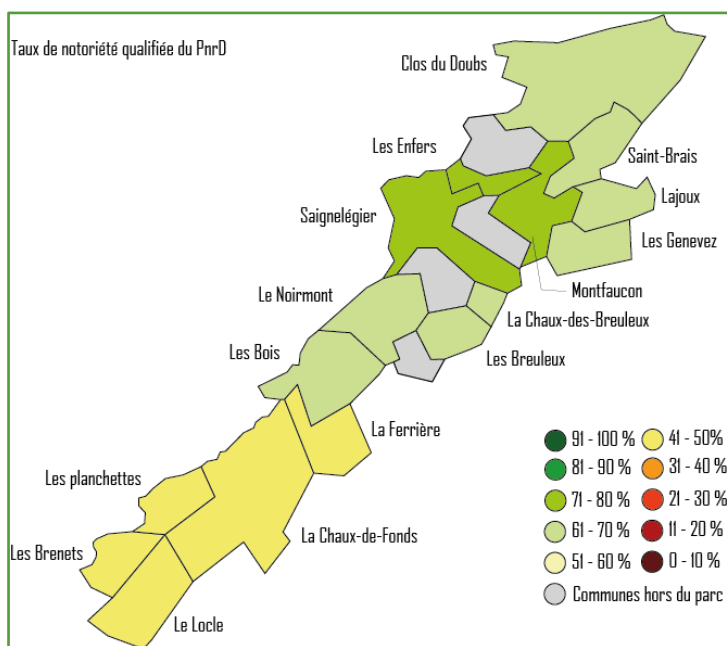 Taux de notoriété qualifiée du PnrD
Clos du Doubs
Les Enfers
Saint-Brais
Saignelégier
Lajoux
Les Genevez
Le Noirmont
Montfaucon
La Chaux-des-Breuleux
Les Bois
Les Breuleux
La Ferrière
Les planchettes
La Chaux-de-Fonds
Les Brenets
Le Locle
91 - 100 %
41 - 50%
81 - 90 %
31 - 40 %
71 - 80 %
21 - 30 %
61 - 70 %
11 - 20 %
51 - 60 %
0 - 10 %
Communes hors du parc